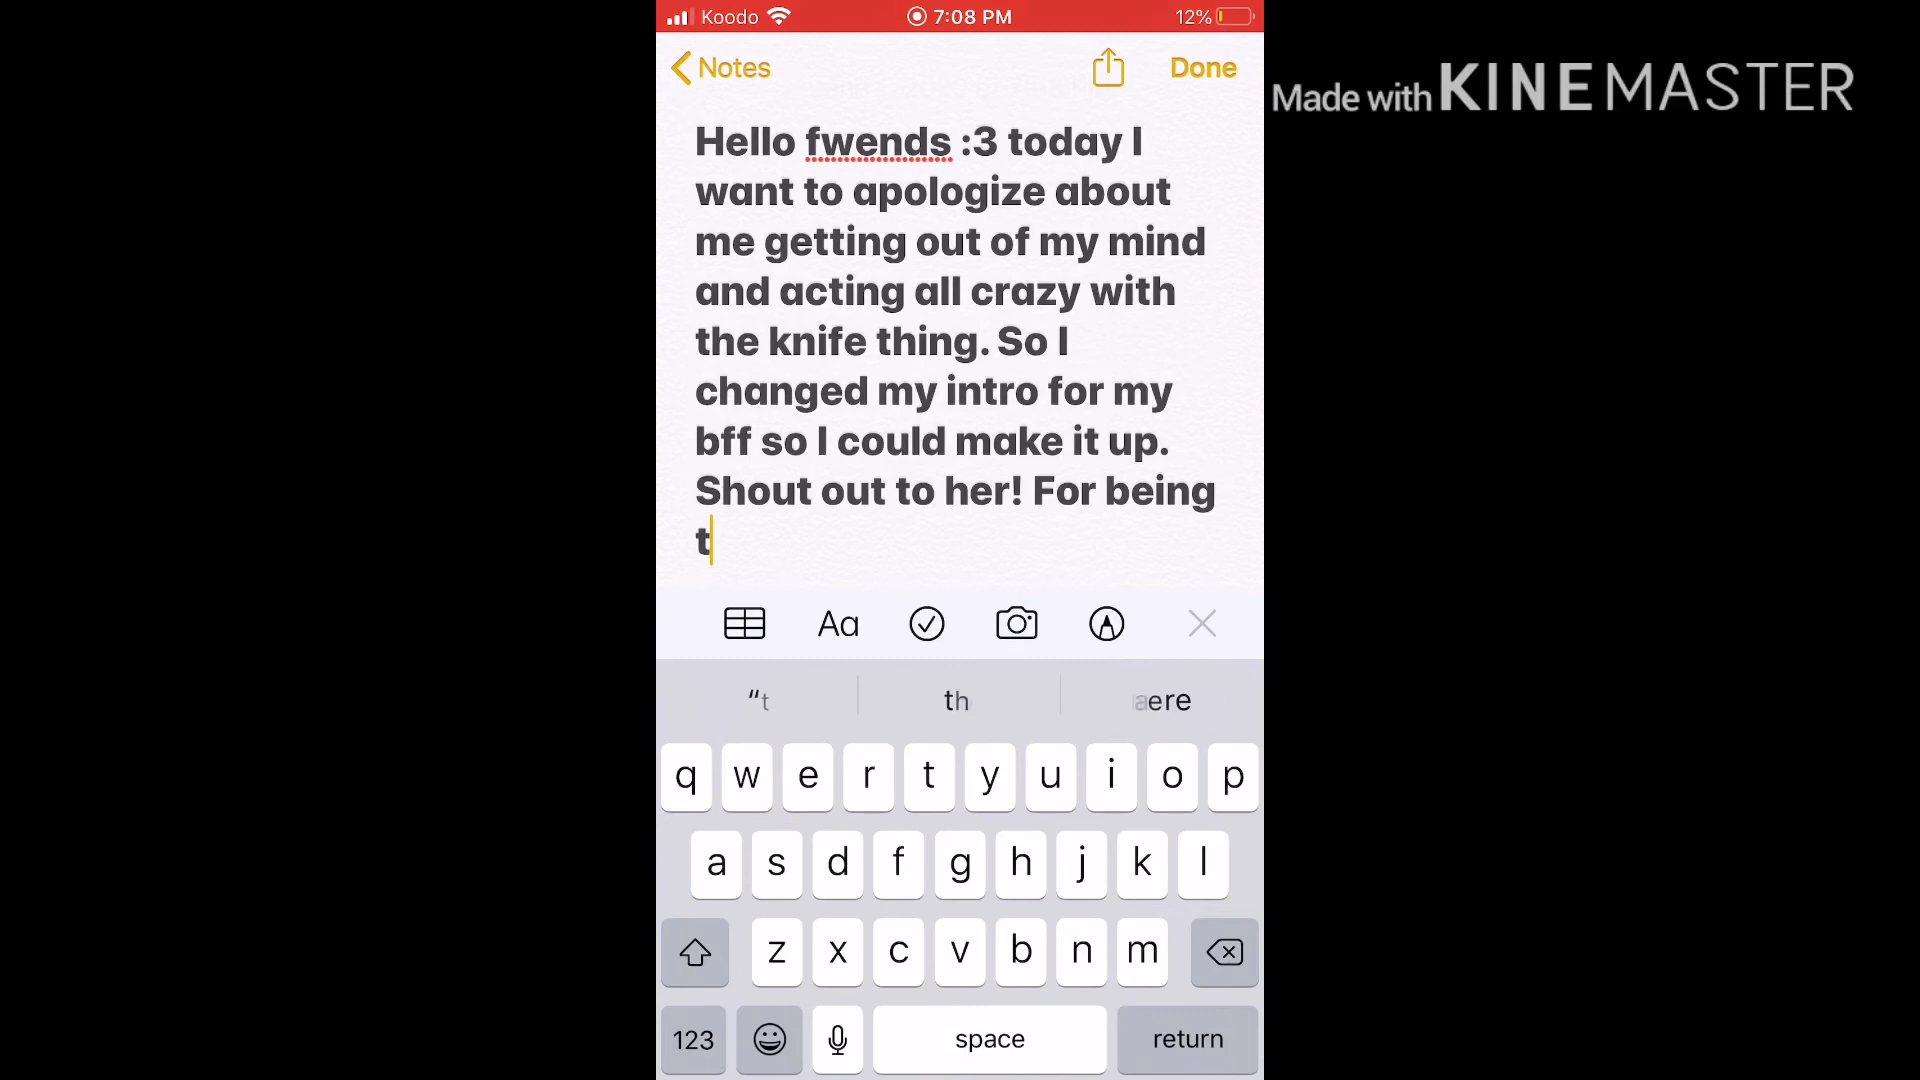 Koodo 7:08 PM 12%
Made with KINEMASTER
Notes Done
Hello fwends :3 today I
want to apologize about
me getting out of my mind
and acting all crazy with
the knife thing. So I
changed my intro for my
bff so I could make it up.
Shout out to her! For being
t
Aa
“t th
q w e r t y u i o p
a s d f g h j k l
z x c v b n m
123 space return